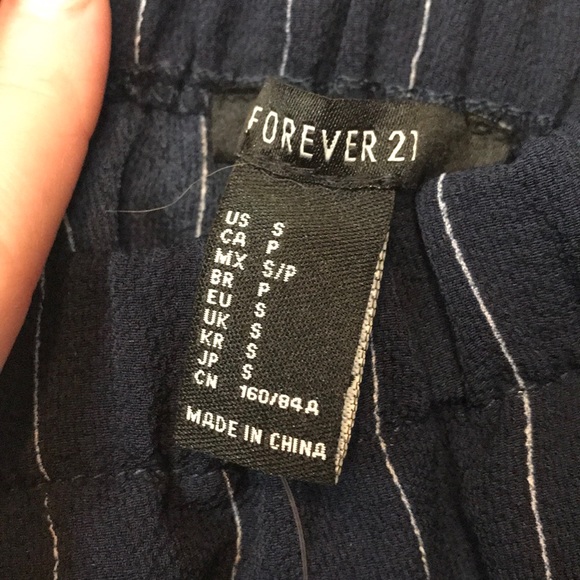 FOREVER 21
US S
CA P
MX S/P
BR P
EU S
UK S
KR S
JP S
CN 160/84A
MADE IN CHINA